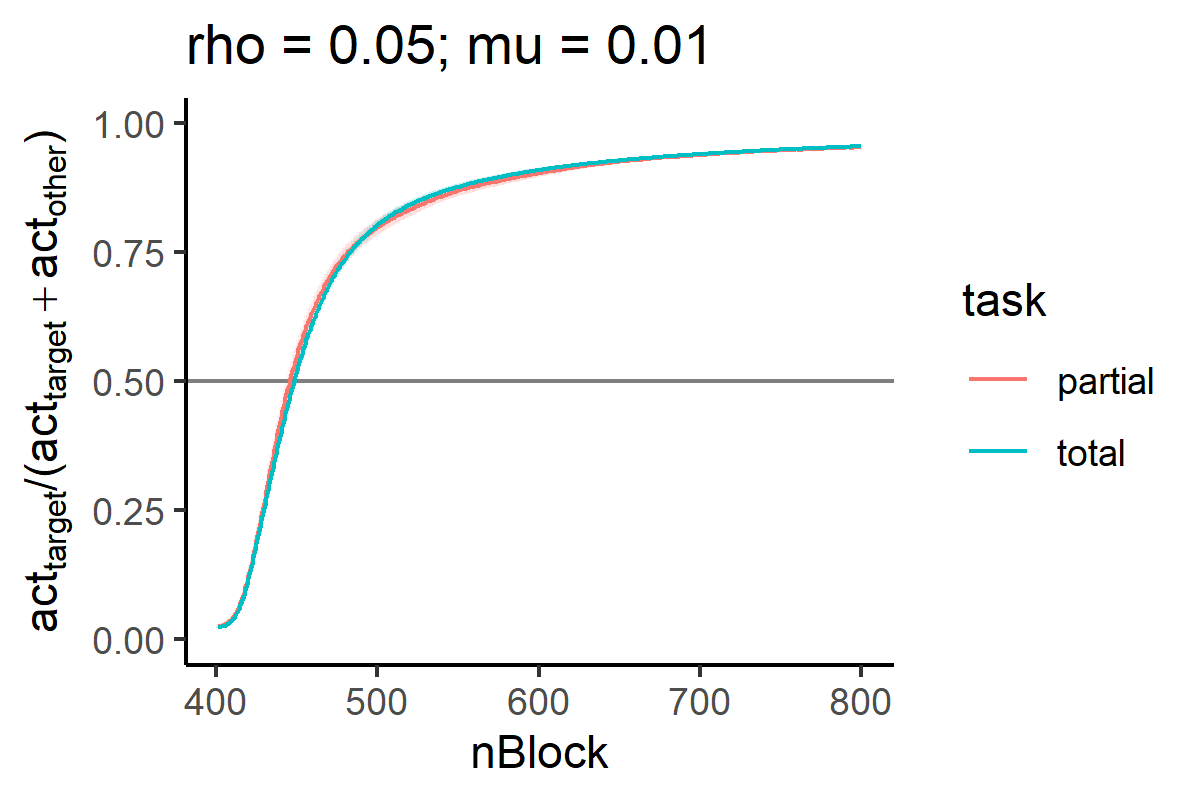 rho = 0.05; mu = 0.01
act_target/(act_target + act_other)
1.00
0.75
0.50
0.25
0.00
400 500 600 700 800
nBlock
task
partial
total